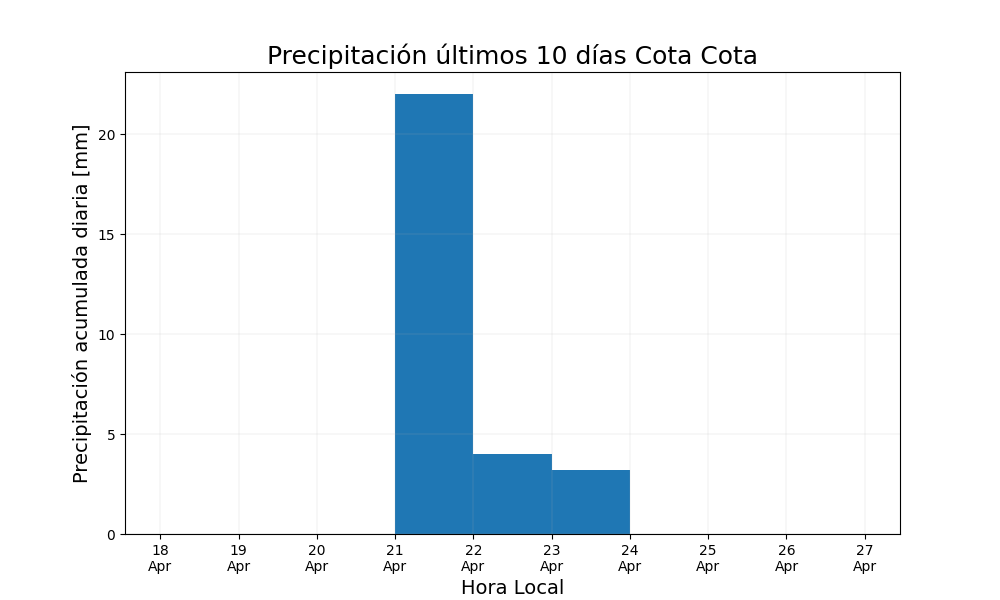 Precipitación últimos 10 días Cota Cota
Precipitación acumulada diaria [mm]
20
15
10
5
0
18 19 20 21 22 23 24 25 26 27
Apr Apr Apr Apr Apr Apr Apr Apr Apr Apr
Hora Local